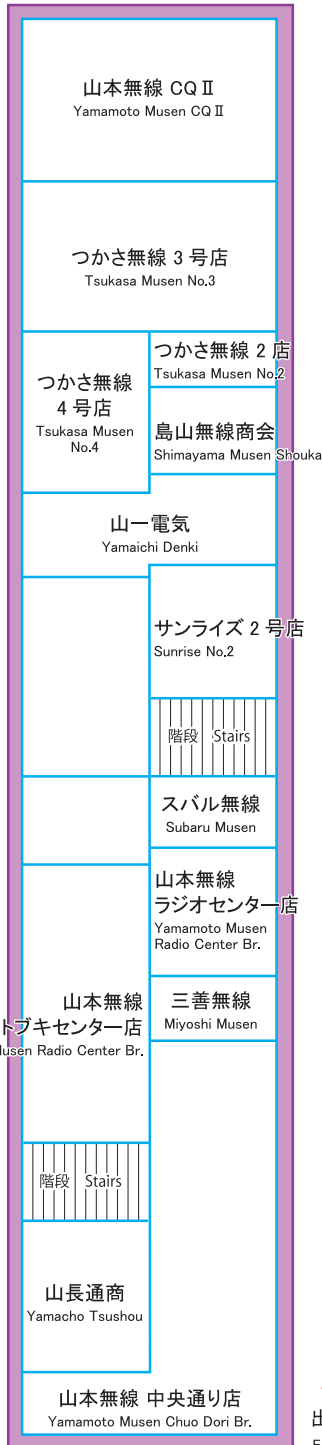 山本無線 CQ Ⅱ
Yamamoto Musen CQ Ⅱ
つかさ無線 3 号店
Tsukasa Musen No.3
つかさ無線 2 店
Tsukasa Musen No.2
つかさ無線
4 号店
Tsukasa Musen
No.4
島山無線商会
Shimayama Musen Shouka
山一電気
Yamaichi Denki
サンライズ 2 号店
Sunrise No.2
階段 Stairs
スバル無線
Subaru Musen
山本無線
ラジオセンター店
Yamamoto Musen
Radio Center Br.
三善無線
Miyoshi Musen
山本無線
トブキセンター店
Musen Radio Center Br.
階段 Stairs
山長通商
Yamacho Tsushou
山本無線 中央通り店
Yamamoto Musen Chuo Dori Br.
出